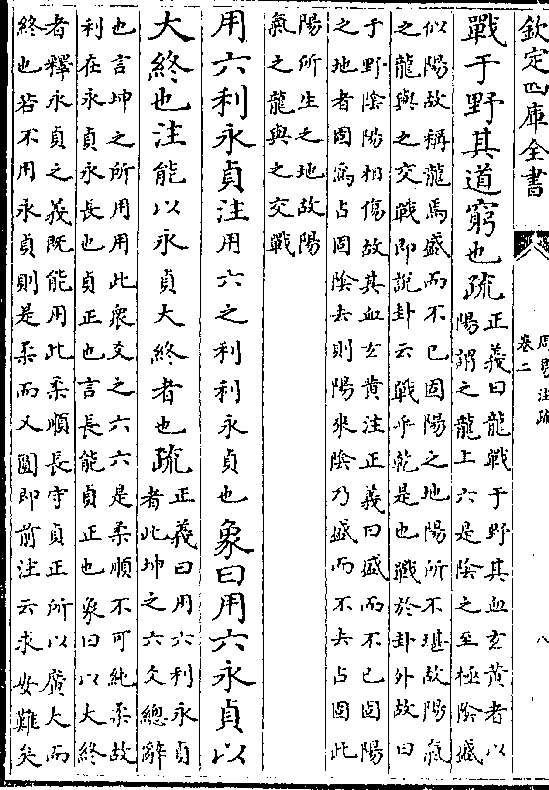 欽定四庫全書
周易注疏
卷二
八
戰于野其道窮也疏
正義曰龍戰于野其血玄黃者以
陽謂之龍上六是陰之至極陰盛
似陽故稱龍焉盛而不已固陽之地陽所不堪故陽氣
之龍與之交戰即說卦云戰乎乾是也戰於卦外故曰
于野陰陽相傷故其血玄黃注正義曰盛而不已固陽
之地者固為占固陰去則陽來陰乃盛而不去占固此
陽所生之地故陽
氣之龍與之交戰
用六利永貞注用六之利利永貞也象曰用六永貞以
大終也注能以永貞大終者也疏
正義曰用六利永貞
者此坤之六爻總辭
也言坤之所用用此衆爻之六六是柔順不可純柔故
利在永貞永長也貞正也言長能貞正也象曰以大終
者釋永貞之義既能用此柔順長守貞正所以廣大而
終也若不用永貞則是柔而又圓即前注云求安難矣